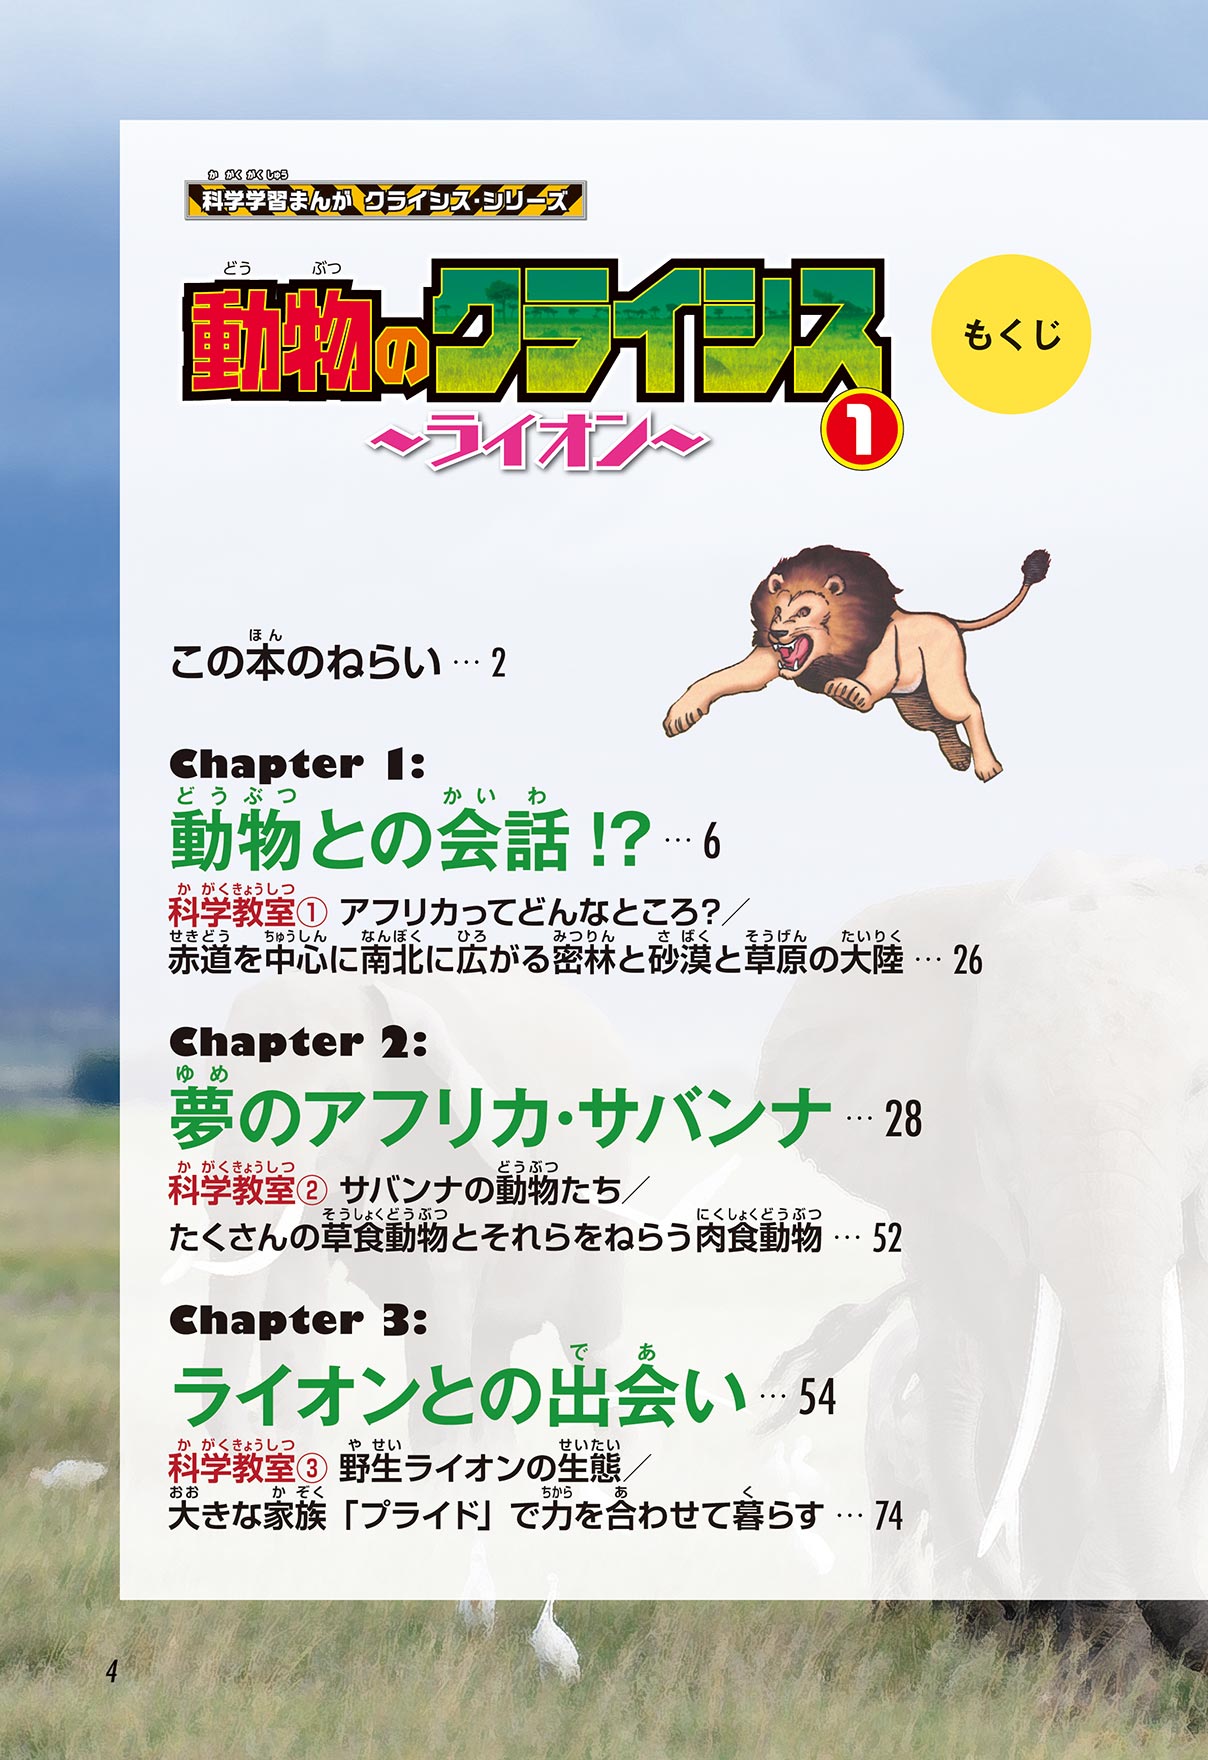 科学学習まんが クライシス・シリーズ
動物のクライシス
～ライオン～ 1
もくじ
この本のねらい … 2
Chapter 1:
動物との会話!? … 6
科学教室① アフリカってどんなところ?／
赤道を中心に南北に広がる密林と砂漠と草原の大陸 … 26
Chapter 2:
夢のアフリカ・サバンナ … 28
科学教室② サバンナの動物たち／
たくさんの草食動物とそれらをねらう肉食動物 … 52
Chapter 3:
ライオンとの出会い … 54
科学教室③ 野生ライオンの生態／
大きな家族「プライド」で力を合わせて暮らす … 74
4